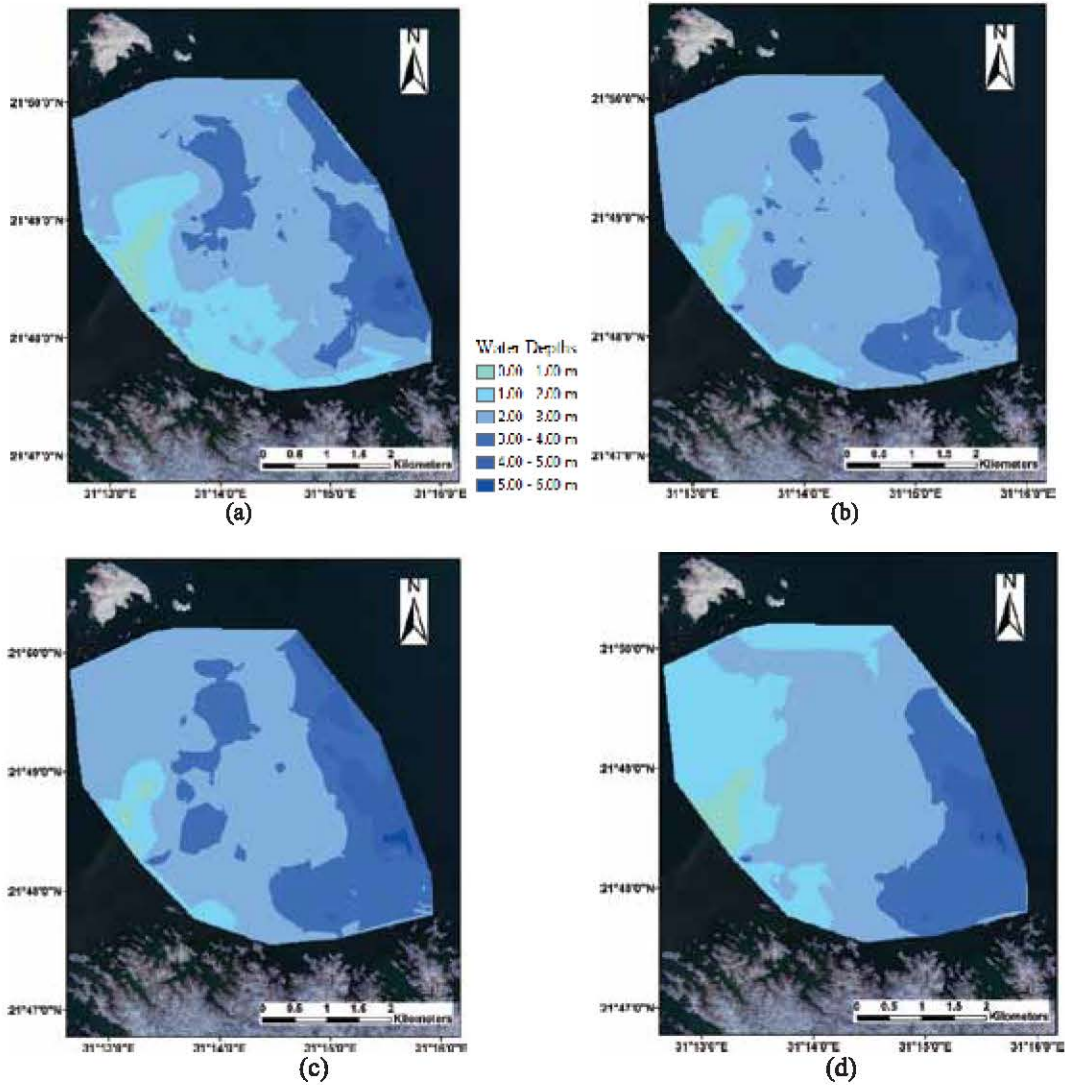 N
N
21°50'0"N
21°49'0"N
21°48'0"N
21°47'0"N
0 0.5 1 1.5 2
Kilometers
31°13'0"E 31°14'0"E 31°15'0"E 31°16'0"E
(a)
21°50'0"N
21°49'0"N
21°48'0"N
21°47'0"N
0 0.5 1 1.5 2
Kilometers
31°13'0"E 31°14'0"E 31°15'0"E 31°16'0"E
(b)
Water Depths
0.00 - 1.00 m
1.00 - 2.00 m
2.00 - 3.00 m
3.00 - 4.00 m
4.00 - 5.00 m
5.00 - 6.00 m
N
N
21°50'0"N
21°49'0"N
21°48'0"N
21°47'0"N
0 0.5 1 1.5 2
Kilometers
31°13'0"E 31°14'0"E 31°15'0"E 31°16'0"E
(c)
21°50'0"N
21°49'0"N
21°48'0"N
21°47'0"N
0 0.5 1 1.5 2
Kilometers
31°13'0"E 31°14'0"E 31°15'0"E 31°16'0"E
(d)